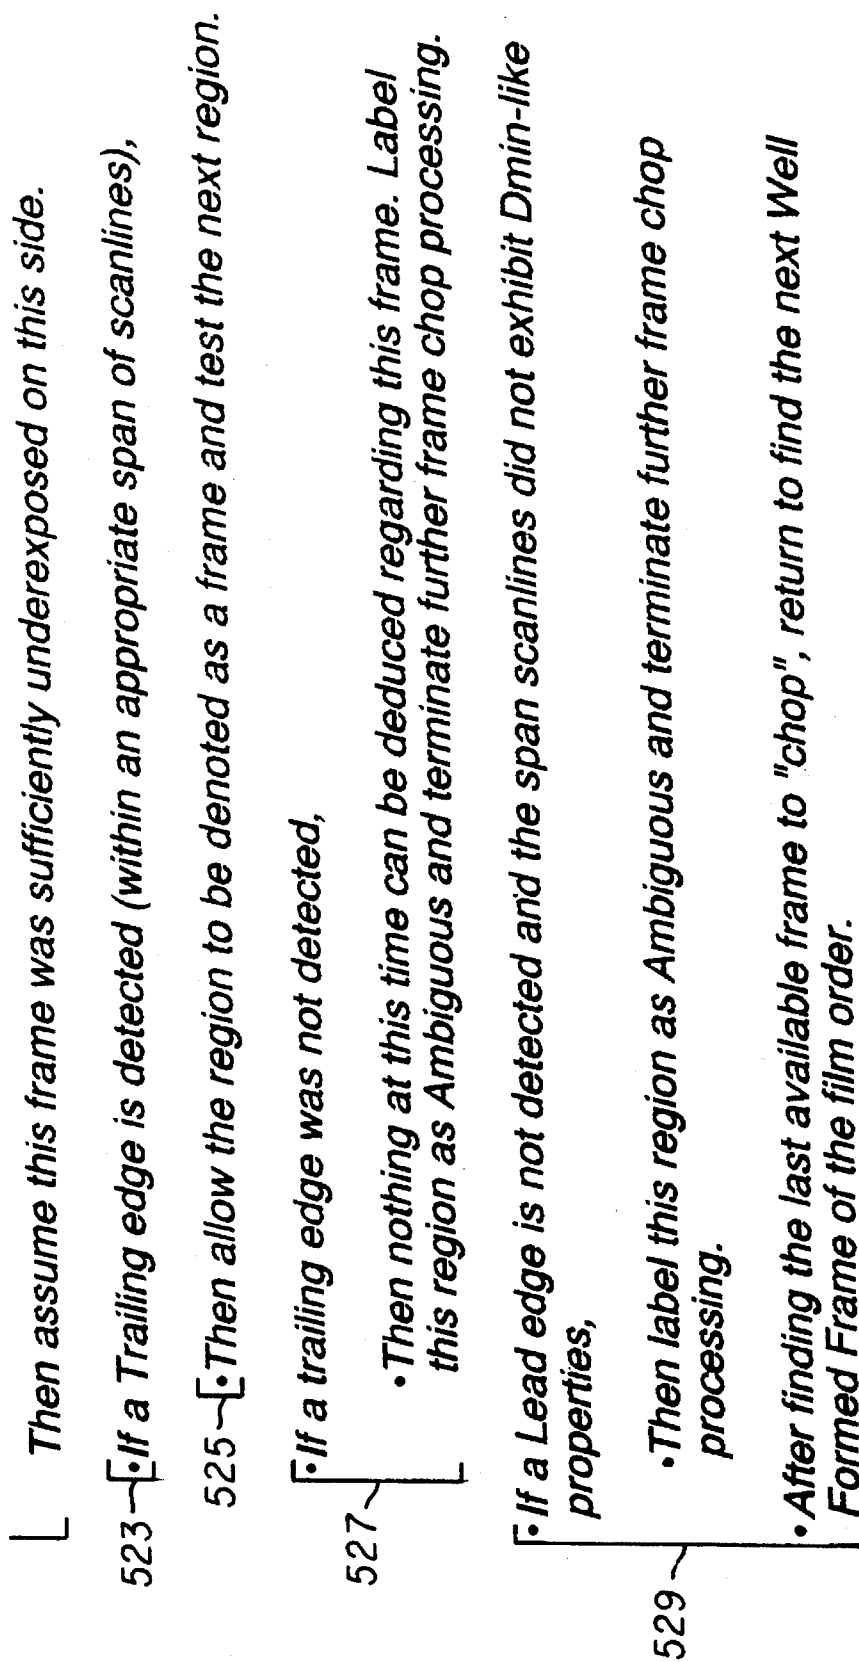 Then assume this frame was sufficiently underexposed on this side.
523 •If a Trailing edge is detected (within an appropriate span of scanlines),
525 •Then allow the region to be denoted as a frame and test the next region.
527 •If a trailing edge was not detected,
•Then nothing at this time can be deduced regarding this frame. Label
this region as Ambiguous and terminate further frame chop processing.
529 •If a Lead edge is not detected and the span scanlines did not exhibit Dmin-like
properties,
•Then label this region as Ambiguous and terminate further frame chop
processing.
•After finding the last available frame to "chop", return to find the next Well
Formed Frame of the film order.